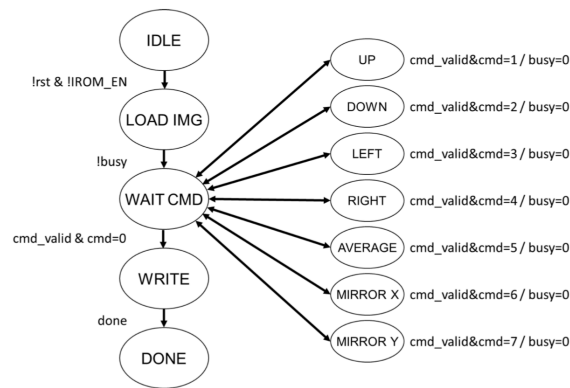 IDLE
!rst & !IROM_EN
LOAD IMG
!busy
WAIT CMD
cmd_valid & cmd=0
WRITE
done
DONE
UP cmd_valid&cmd=1 / busy=0
DOWN cmd_valid&cmd=2 / busy=0
LEFT cmd_valid&cmd=3 / busy=0
RIGHT cmd_valid&cmd=4 / busy=0
AVERAGE cmd_valid&cmd=5 / busy=0
MIRROR X cmd_valid&cmd=6 / busy=0
MIRROR Y cmd_valid&cmd=7 / busy=0